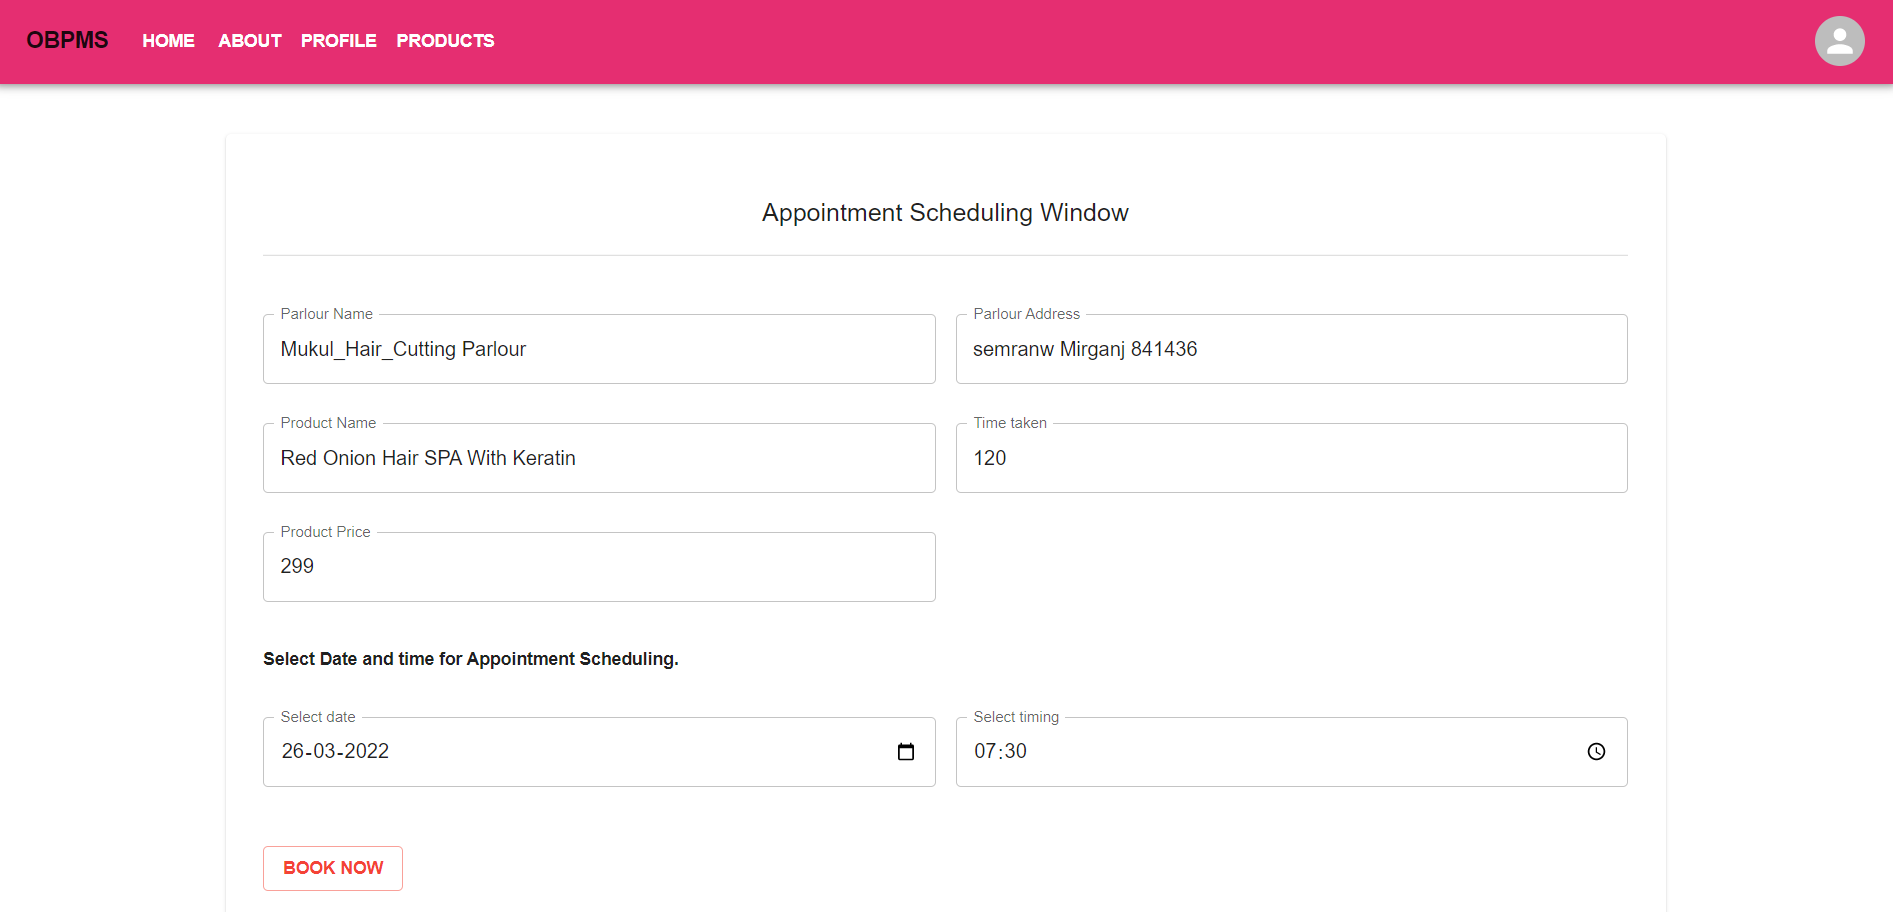 OBPMS HOME ABOUT PROFILE PRODUCTS
Appointment Scheduling Window
Parlour Name
Mukul_Hair_Cutting Parlour
Parlour Address
semranw Mirganj 841436
Product Name
Red Onion Hair SPA With Keratin
Time taken
120
Product Price
299
Select Date and time for Appointment Scheduling.
Select date
26-03-2022
Select timing
07:30
BOOK NOW